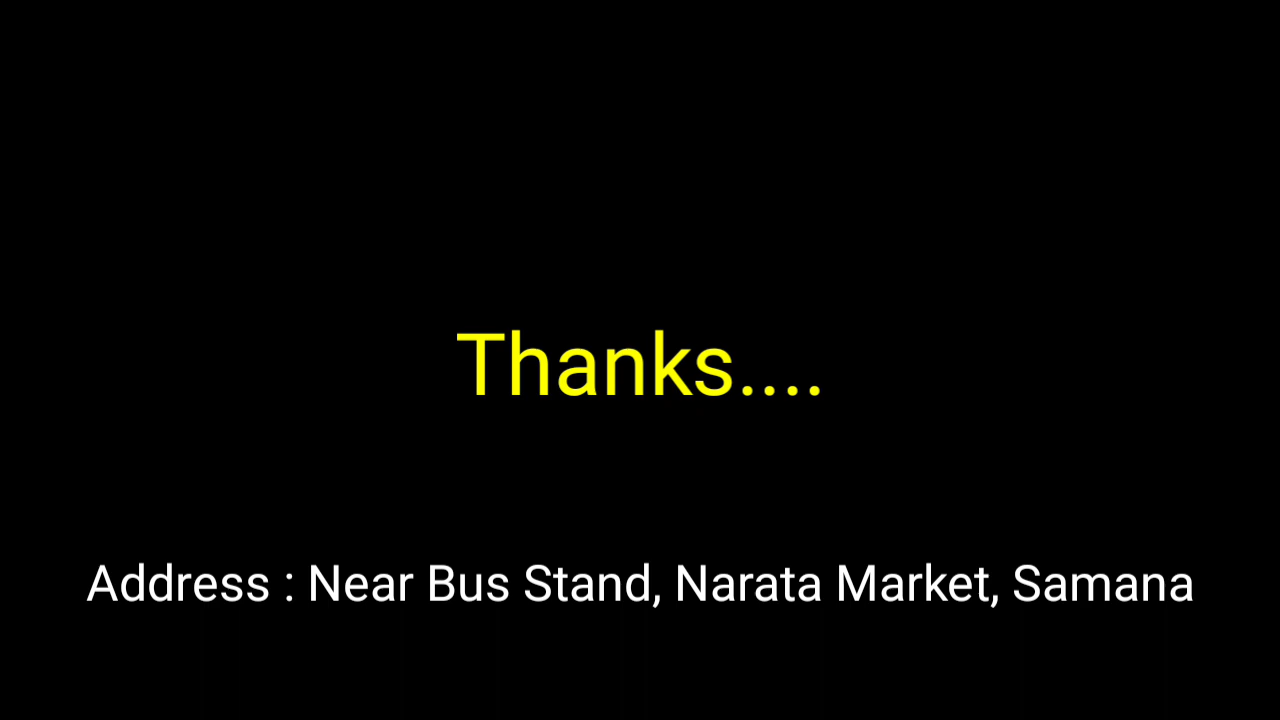 Thanks....
Address : Near Bus Stand, Narata Market, Samana